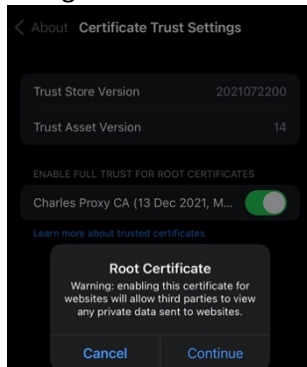 About Certificate Trust Settings
Trust Store Version 2021072200
Trust Asset Version 14
ENABLE FULL TRUST FOR ROOT CERTIFICATES
Charles Proxy CA (13 Dec 2021, M...
Learn more about trusted certificates
Root Certificate
Warning: enabling this certificate for
websites will allow third parties to view
any private data sent to websites.
Cancel Continue